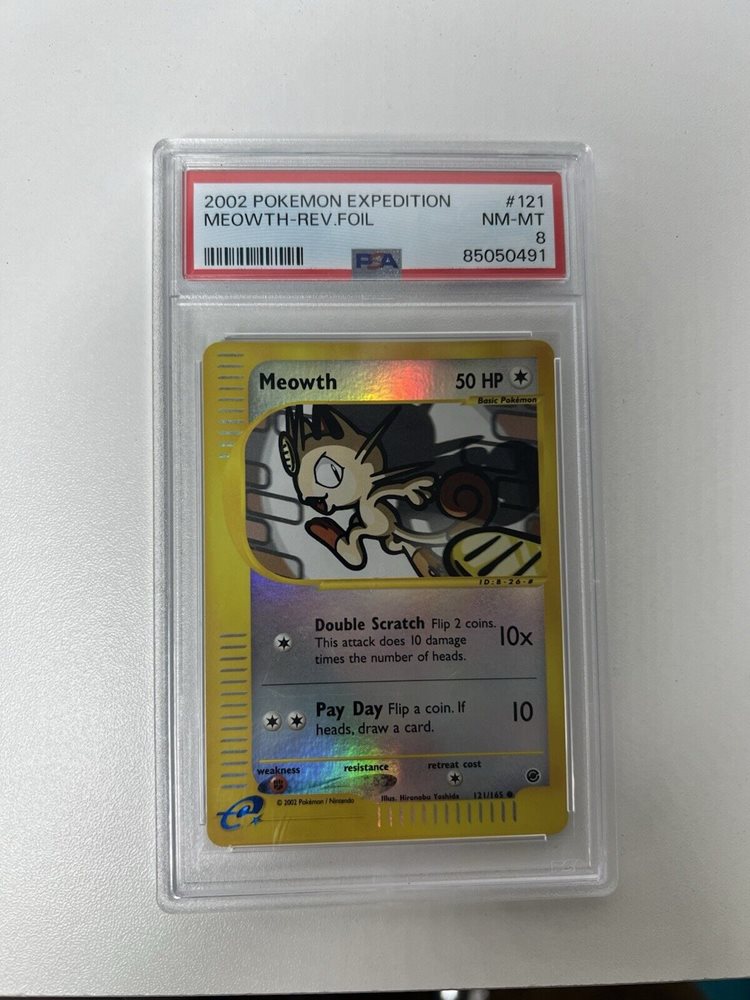 2002 POKEMON EXPEDITION #121
MEOWTH-REV.FOIL NM-MT
8
PSA 85050491
Meowth 50 HP
Basic Pokémon
ID:B-26-#
Double Scratch Flip 2 coins.
This attack does 10 damage
times the number of heads.
10x
Pay Day Flip a coin. If
heads, draw a card.
10
weakness resistance retreat cost
© 2002 Pokémon / Nintendo
Illus. Hironobu Yoshida 121/165
e